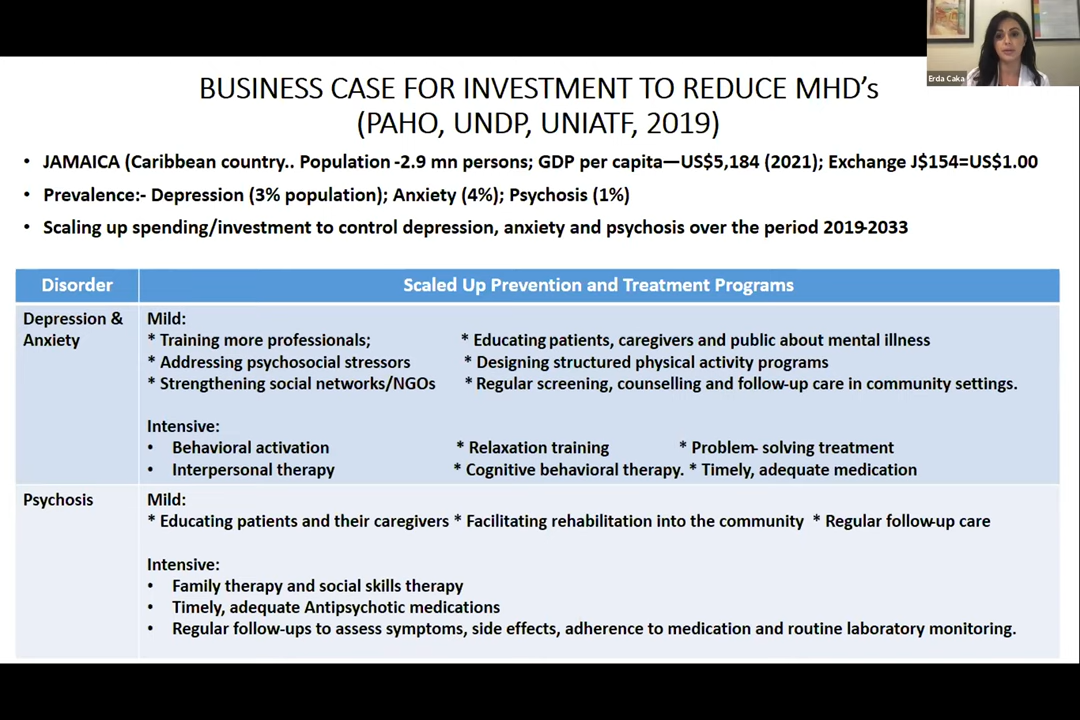 Erda Caka
BUSINESS CASE FOR INVESTMENT TO REDUCE MHD's
(PAHO, UNDP, UNIATF, 2019)
• JAMAICA (Caribbean country.. Population -2.9 mn persons; GDP per capita—US$5,184 (2021); Exchange J$154=US$1.00
• Prevalence:- Depression (3% population); Anxiety (4%); Psychosis (1%)
• Scaling up spending/investment to control depression, anxiety and psychosis over the period 2019-2033
Disorder Scaled Up Prevention and Treatment Programs
Depression & Anxiety
Mild:
* Training more professionals; * Educating patients, caregivers and public about mental illness
* Addressing psychosocial stressors * Designing structured physical activity programs
* Strengthening social networks/NGOs * Regular screening, counselling and follow-up care in community settings.
Intensive:
• Behavioral activation * Relaxation training * Problem- solving treatment
• Interpersonal therapy * Cognitive behavioral therapy. * Timely, adequate medication
Psychosis
Mild:
* Educating patients and their caregivers * Facilitating rehabilitation into the community * Regular follow-up care
Intensive:
• Family therapy and social skills therapy
• Timely, adequate Antipsychotic medications
• Regular follow-ups to assess symptoms, side effects, adherence to medication and routine laboratory monitoring.